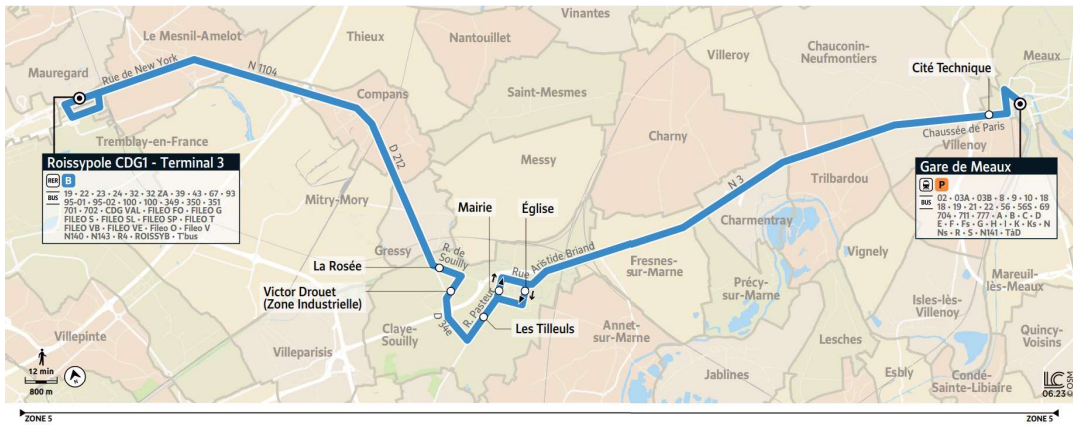 Vinantes
Le Mesnil-Amelot
Thieux
Nantouillet
Villeroy
Chauconin-
Neufmontiers
Meaux
Mauregard
Rue de New York
N 1104
Cité Technique
Compans
Saint-Mesmes
Tremblay-en-France
Charny
Chaussée de Paris
Villenoy
Roissypole CDG1 - Terminal 3
RER B
BUS
19 • 22 • 23 • 24 • 32 • 32 ZA • 39 • 43 • 67 • 93
95-01 • 95-02 • 100 • 100 • 349 • 350 • 351
701 • 702 • CDG VAL • FILEO FO • FILEO G
FILEO S • FILEO SL • FILEO SP • FILEO T
FILEO VB • FILEO VE • Fileo O • Fileo V
N140 • N143 • R4 • ROISSYB • T'bus
D 212
Messy
N 3
Trilbardou
Gare de Meaux
P
BUS
02 • 03A • 03B • 8 • 9 • 10 • 18
18 • 19 • 21 • 22 • 56 • 56S • 69
704 • 711 • 777 • A • B • C • D
E • F • Fs • G • H • I • K • Ks • N
Ns • R • S • N141 • TàD
Mitry-Mory
Mairie
Église
Charmentray
Gressy
R. de
Souilly
La Rosée
Rue Aristide Briand
Fresnes-
sur-Marne
Vignely
Victor Drouet
(Zone Industrielle)
R. Pasteur
Précy-
sur-Marne
Mareuil-
lès-Meaux
D 34e
Les Tilleuls
Isles-lès-
Villenoy
Claye-
Souilly
Annet-
sur-Marne
Villepinte
Villeparisis
Lesches
Quincy-
Voisins
Jablines
Esbly
Condé-
Sainte-Libiaire
12 min
800 m
N
LC
06.23 © OSM
ZONE 5
ZONE 5